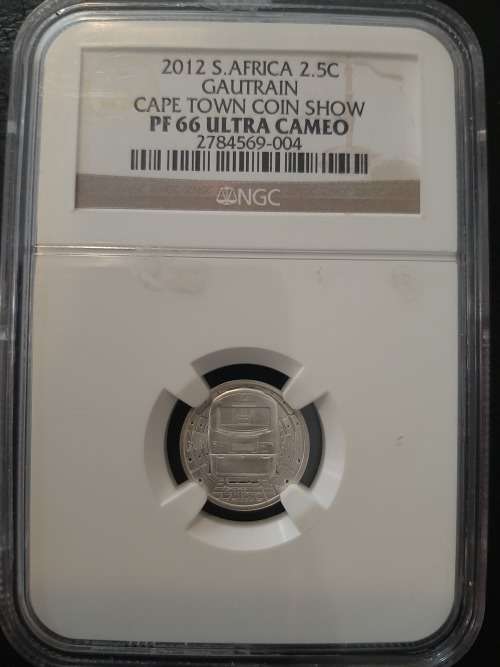 2012 S.AFRICA 2.5C
GAUTRAIN
CAPE TOWN COIN SHOW
PF 66 ULTRA CAMEO
2784569-004
NGC